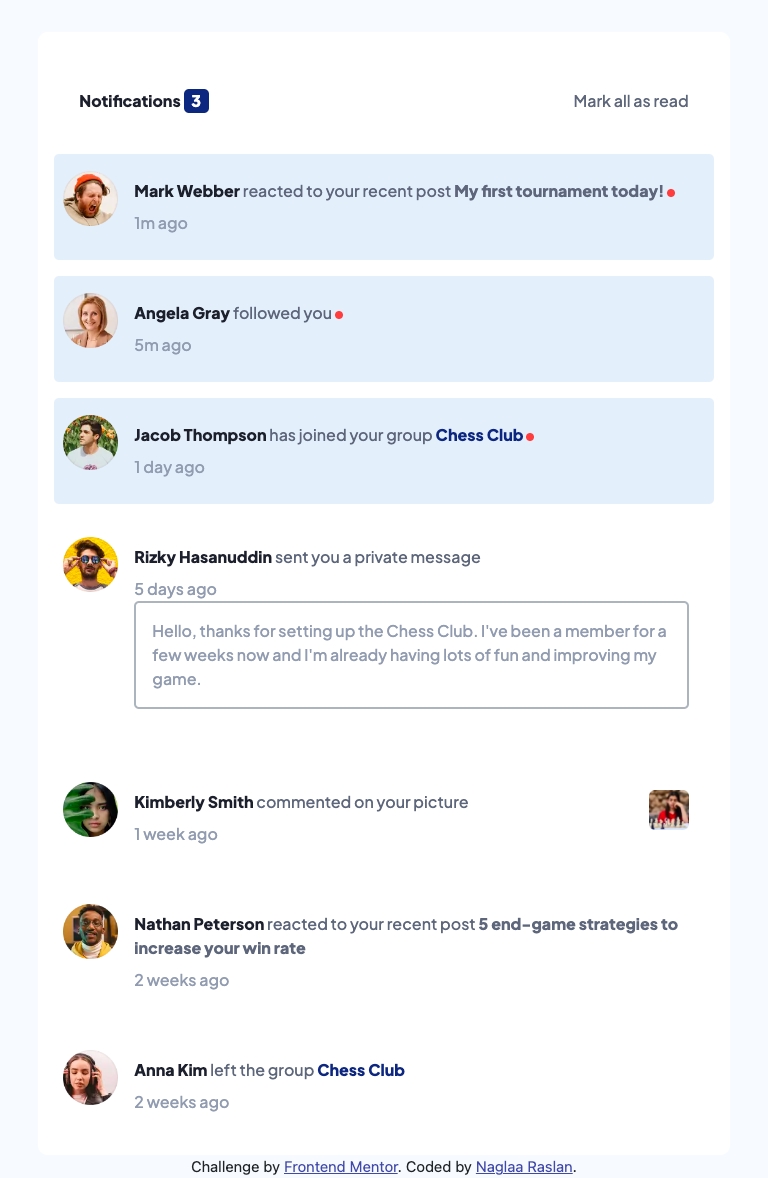 Notifications 3
Mark all as read
Mark Webber reacted to your recent post My first tournament today!
1m ago
Angela Gray followed you
5m ago
Jacob Thompson has joined your group Chess Club
1 day ago
Rizky Hasanuddin sent you a private message
5 days ago
Hello, thanks for setting up the Chess Club. I've been a member for a
few weeks now and I'm already having lots of fun and improving my
game.
Kimberly Smith commented on your picture
1 week ago
Nathan Peterson reacted to your recent post 5 end-game strategies to
increase your win rate
2 weeks ago
Anna Kim left the group Chess Club
2 weeks ago
Challenge by Frontend Mentor. Coded by Naglaa Raslan.